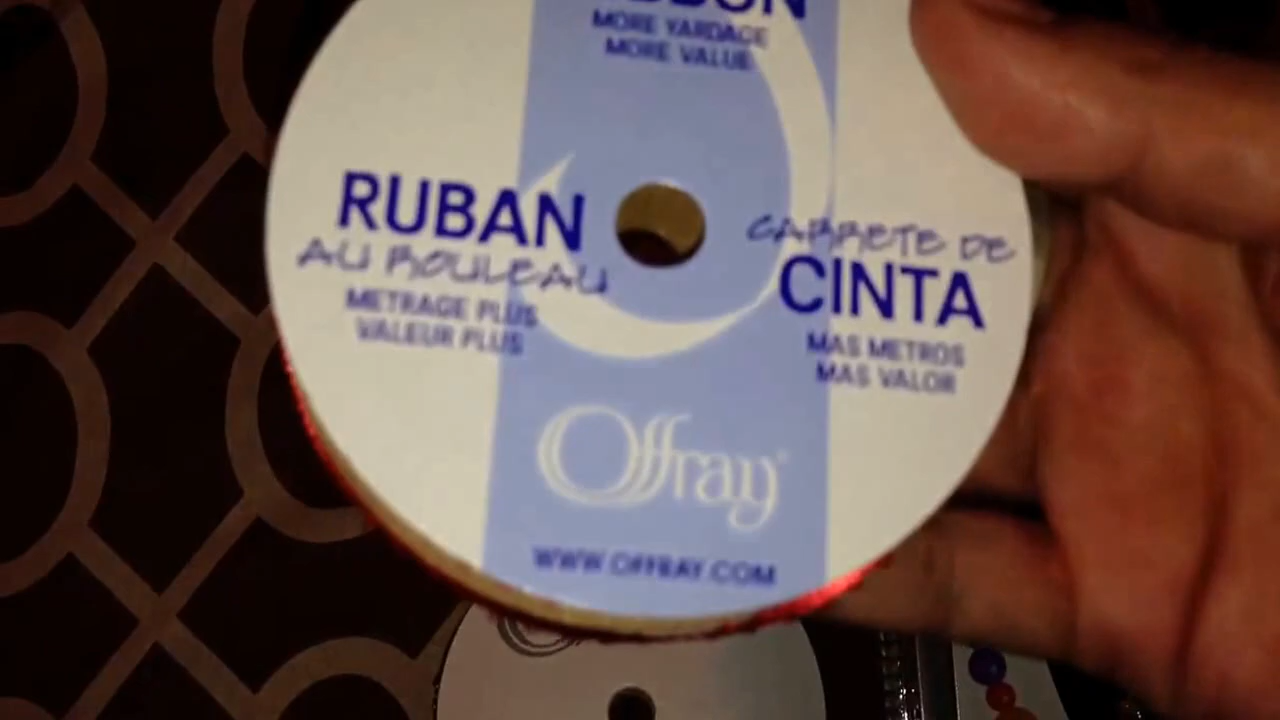 MORE YARDAGE
MORE VALUE
RUBAN
AU ROULEAU
METRAGE PLUS
VALEUR PLUS
CARRETE DE
CINTA
MAS METROS
MAS VALOR
Offray
WWW.OFFRAY.COM